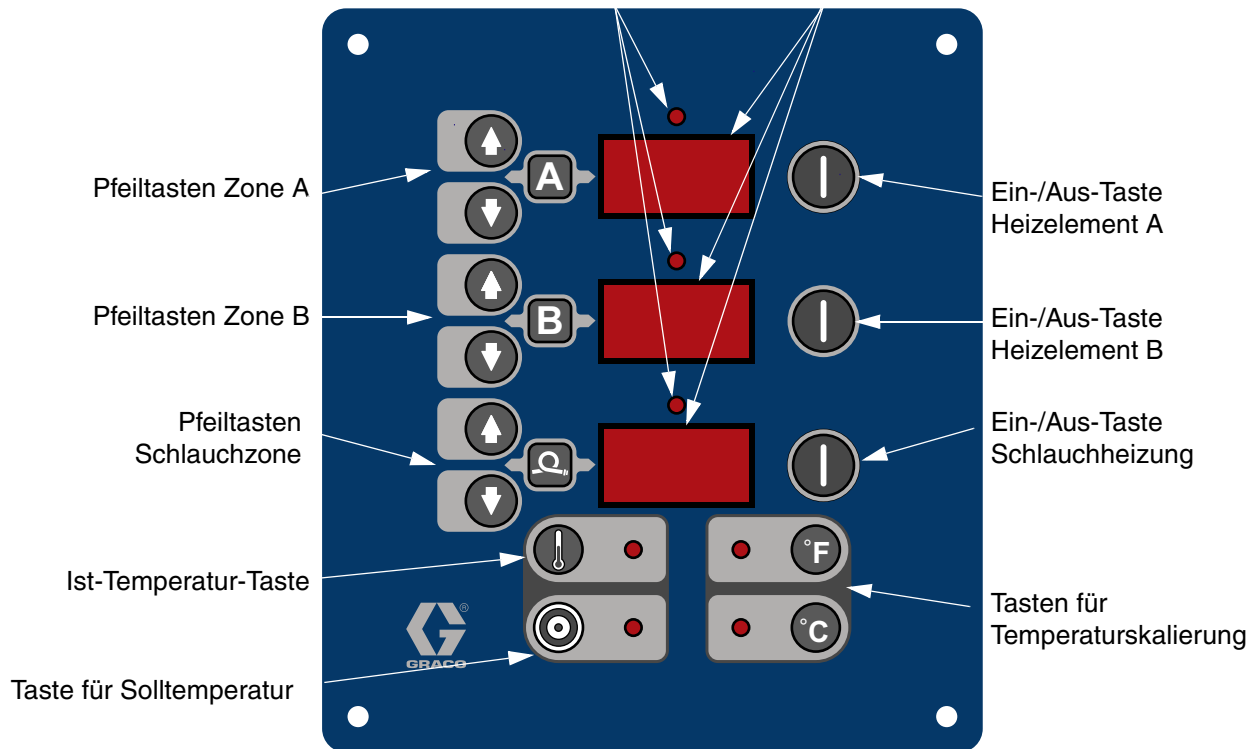 Pfeiltasten Zone A
A
Ein-/Aus-Taste
Heizelement A
Pfeiltasten Zone B
B
Ein-/Aus-Taste
Heizelement B
Pfeiltasten
Schlauchzone
Ein-/Aus-Taste
Schlauchheizung
Ist-Temperatur-Taste
°F
Tasten für
Temperaturskalierung
°C
G®
GRACO
Taste für Solltemperatur